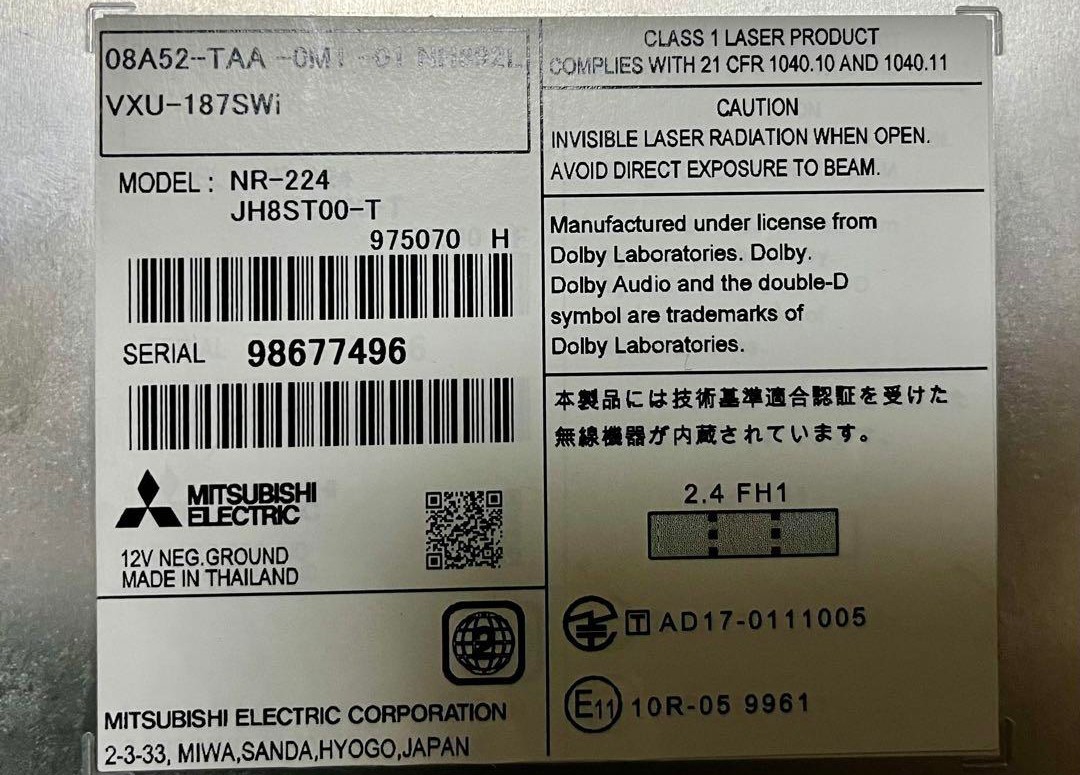 08A52-TAA -0M1 -01
VXU-187SWi
MODEL : NR-224
JH8ST00-T
975070 H
SERIAL 98677496
MITSUBISHI
ELECTRIC
12V NEG.GROUND
MADE IN THAILAND
2
MITSUBISHI ELECTRIC CORPORATION
2-3-33, MIWA,SANDA,HYOGO,JAPAN
CLASS 1 LASER PRODUCT
COMPLIES WITH 21 CFR 1040.10 AND 1040.11
CAUTION
INVISIBLE LASER RADIATION WHEN OPEN.
AVOID DIRECT EXPOSURE TO BEAM.
Manufactured under license from
Dolby Laboratories. Dolby.
Dolby Audio and the double-D
symbol are trademarks of
Dolby Laboratories.
本製品には技術基準適合認証を受けた
無線機器が内蔵されています。
2.4 FH1
T AD17-0111005
E11 10R-05 9961